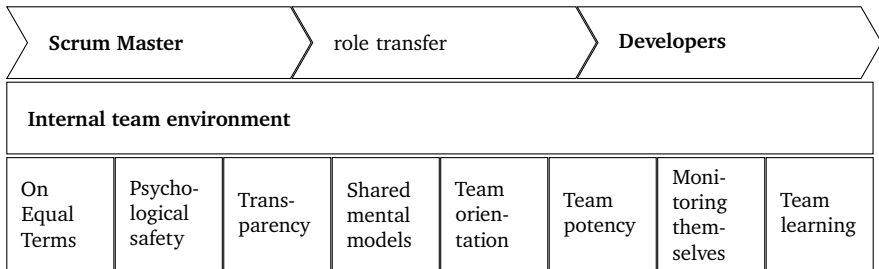 Scrum Master
role transfer
Developers
Internal team environment
On
Equal
Terms
Psycho-
logical
safety
Trans-
parency
Shared
mental
models
Team
orien-
tation
Team
potency
Moni-
toring
them-
selves
Team
learning